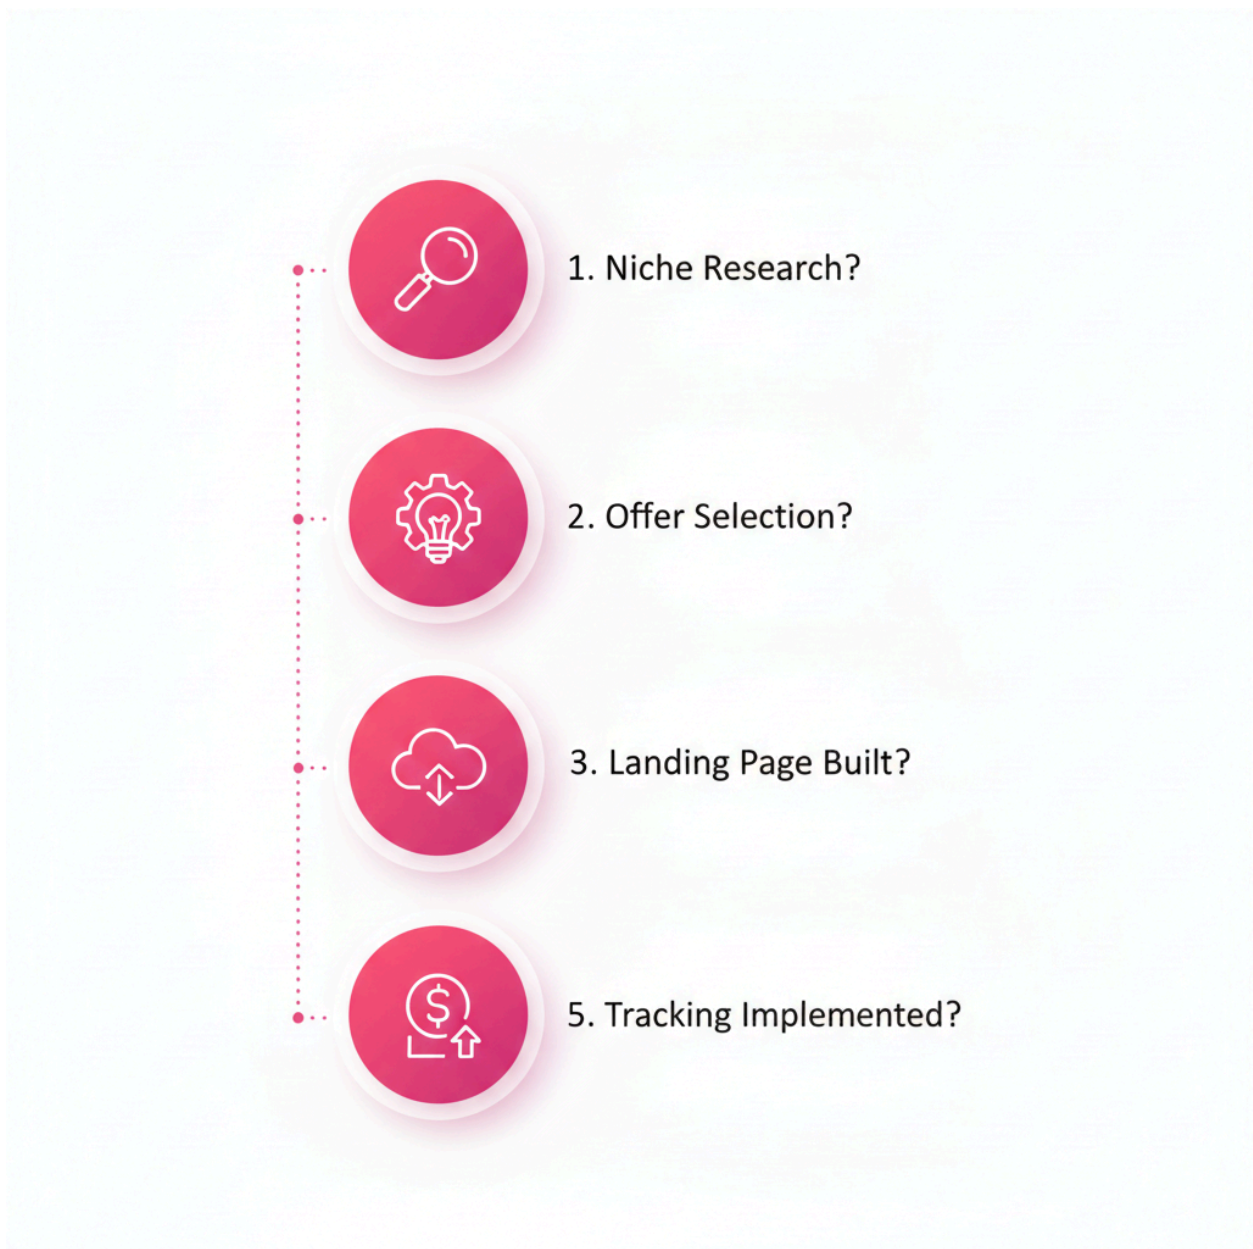 1. Niche Research?
2. Offer Selection?
3. Landing Page Built?
5. Tracking Implemented?